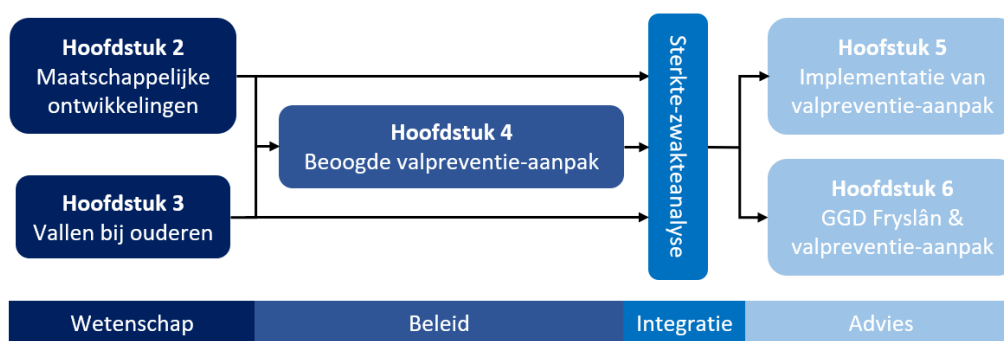 Hoofdstuk 2
Maatschappelijke
ontwikkelingen
Hoofdstuk 3
Vallen bij ouderen
Hoofdstuk 4
Beoogde valpreventie-aanpak
Sterkte-zwakteanalyse
Hoofstuk 5
Implementatie van
valpreventie-aanpak
Hoofdstuk 6
GGD Fryslân &
valpreventie-aanpak
Wetenschap
Beleid
Integratie
Advies